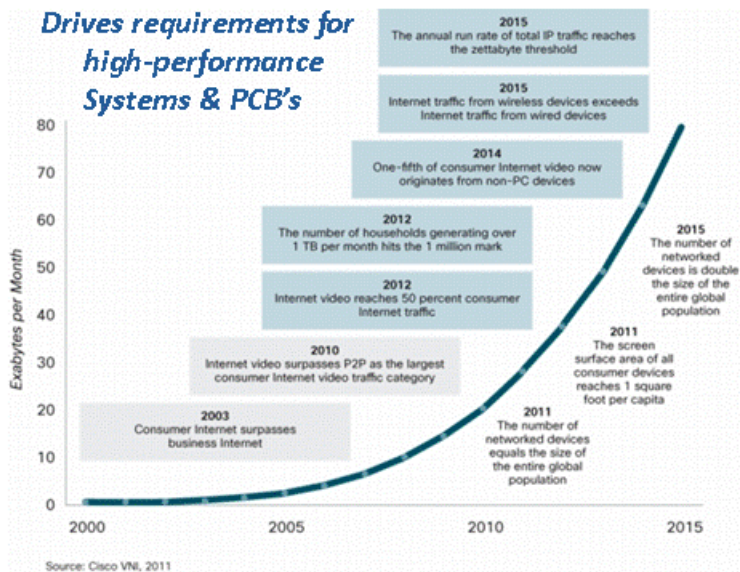 Drives requirements for
high-performance
Systems & PCB's
2015
The annual run rate of total IP traffic reaches
the zettabyte threshold
2015
Internet traffic from wireless devices exceeds
Internet traffic from wired devices
2014
One-fifth of consumer Internet video now
originates from non-PC devices
2012
The number of households generating over
1 TB per month hits the 1 million mark
2012
Internet video reaches 50 percent consumer
Internet traffic
2010
Internet video surpasses P2P as the largest
consumer Internet video traffic category
2003
Consumer Internet surpasses
business Internet
2015
The number of
networked
devices is double
the size of the
entire global
population
2011
The screen
surface area of all
consumer devices
reaches 1 square
foot per capita
2011
The number of
networked devices
equals the size of
the entire global
population
Exabytes per Month
80
70
60
50
40
30
20
10
0
2000
2005
2010
2015
Source: Cisco VNI, 2011